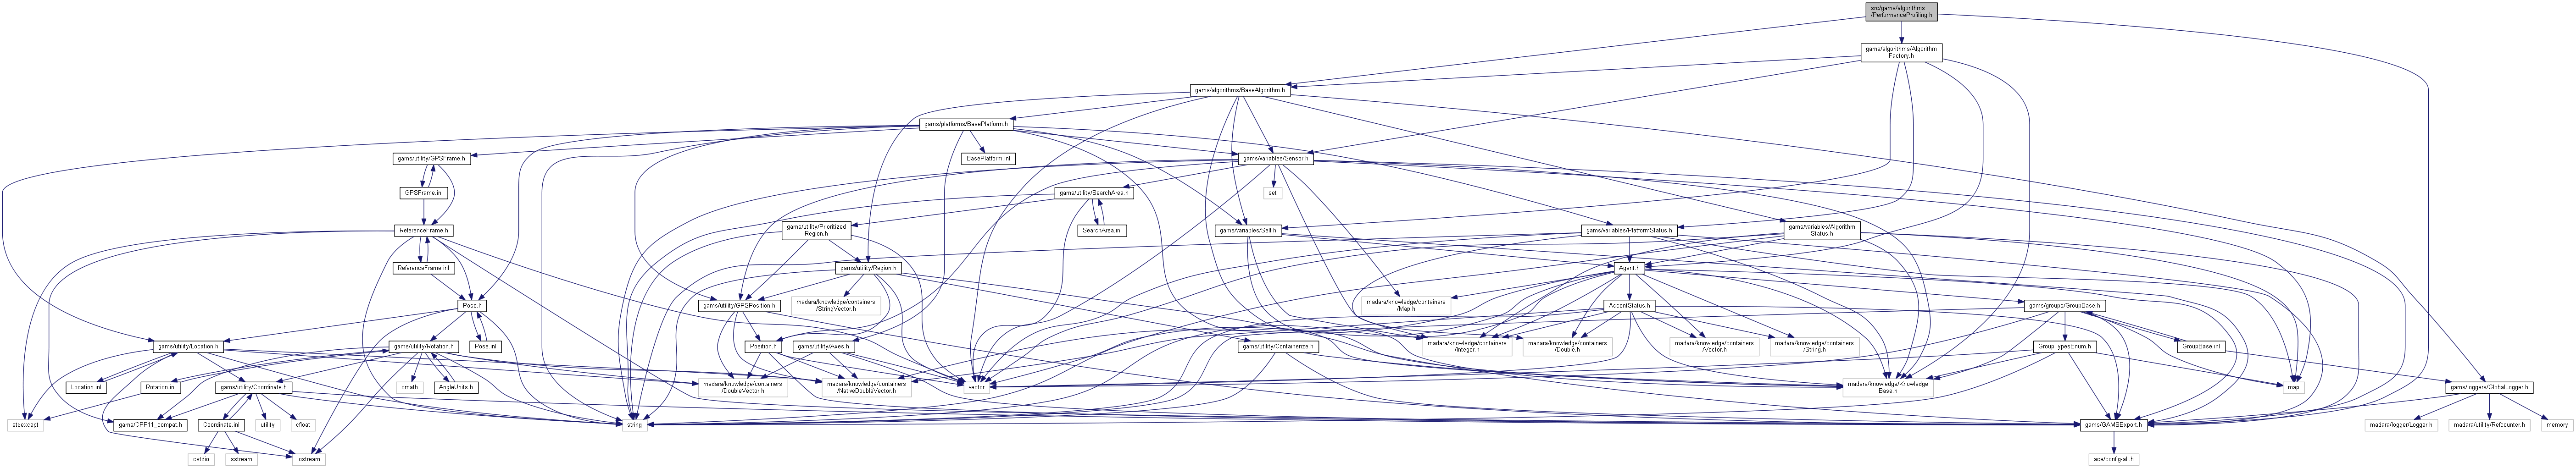 src/gams/algorithms
/PerformanceProfiling.h
gams/algorithms/Algorithm
Factory.h
gams/algorithms/BaseAlgorithm.h
gams/platforms/BasePlatform.h
gams/utility/GPSFrame.h
BasePlatform.inl
gams/variables/Sensor.h
GPSFrame.inl
gams/utility/SearchArea.h
set
ReferenceFrame.h
gams/utility/Prioritized
Region.h
SearchArea.inl
gams/variables/Self.h
gams/variables/PlatformStatus.h
gams/variables/Algorithm
Status.h
ReferenceFrame.inl
gams/utility/Region.h
Agent.h
Pose.h
gams/utility/GPSPosition.h
madara/knowledge/containers
/StringVector.h
madara/knowledge/containers
/Map.h
AccentStatus.h
gams/groups/GroupBase.h
gams/utility/Location.h
gams/utility/Rotation.h
Pose.inl
Position.h
gams/utility/Axes.h
gams/utility/Containerize.h
madara/knowledge/containers
/Integer.h
madara/knowledge/containers
/Double.h
madara/knowledge/containers
/Vector.h
madara/knowledge/containers
/String.h
GroupTypesEnum.h
GroupBase.inl
Location.inl
Rotation.inl
gams/utility/Coordinate.h
cmath
AngleUnits.h
madara/knowledge/containers
/DoubleVector.h
madara/knowledge/containers
/NativeDoubleVector.h
vector
madara/knowledge/Knowledge
Base.h
map
gams/loggers/GlobalLogger.h
stdexcept
gams/CPP11_compat.h
Coordinate.inl
utility
cfloat
string
gams/GAMSExport.h
madara/logger/Logger.h
madara/utility/Refcounter.h
memory
cstdio
sstream
iostream
ace/config-all.h